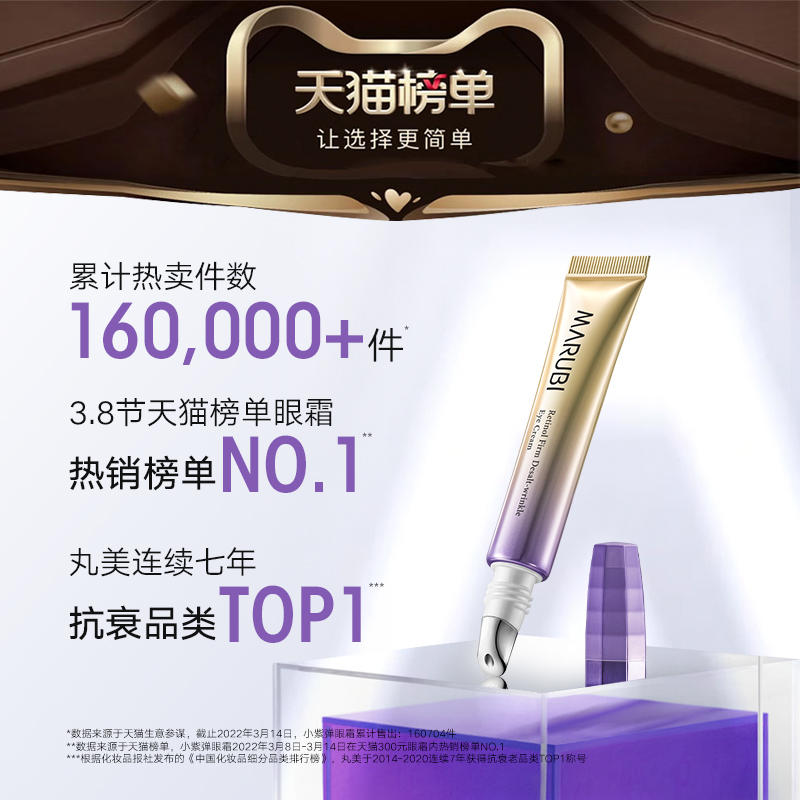 天猫榜单
让选择更简单
累计热卖件数
160,000+件*
3.8节天猫榜单眼霜
热销榜单NO.1**
丸美连续七年
抗衰品类TOP1***
MARUBI
Retinol Firm Desalt-wrinkle
Eye Cream
*数据来源于天猫生意参谋，截止2022年3月14日，小紫弹眼霜累计售出：160704件
**数据来源于天猫榜单，小紫弹眼霜2022年3月8日-3月14日在天猫300元眼霜内热销榜单NO.1
***根据化妆品报社发布的《中国化妆品细分品类排行榜》，丸美于2014-2020连续7年获得抗衰老品类TOP1称号